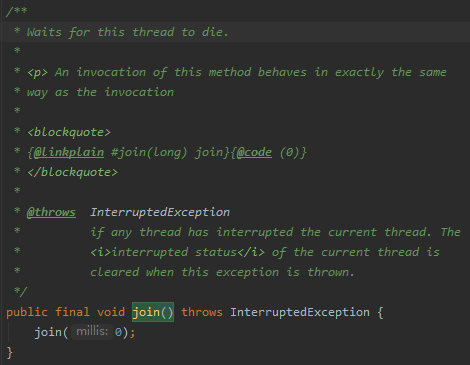 /**
* Waits for this thread to die.
*
* <p> An invocation of this method behaves in exactly the same
* way as the invocation
*
* <blockquote>
* {@linkplain #join(long) join}{@code (0)}
* </blockquote>
*
* @throws  InterruptedException
*          if any thread has interrupted the current thread. The
*          <i>interrupted status</i> of the current thread is
*          cleared when this exception is thrown.
*/
public final void join() throws InterruptedException {
join( millis: 0);
}